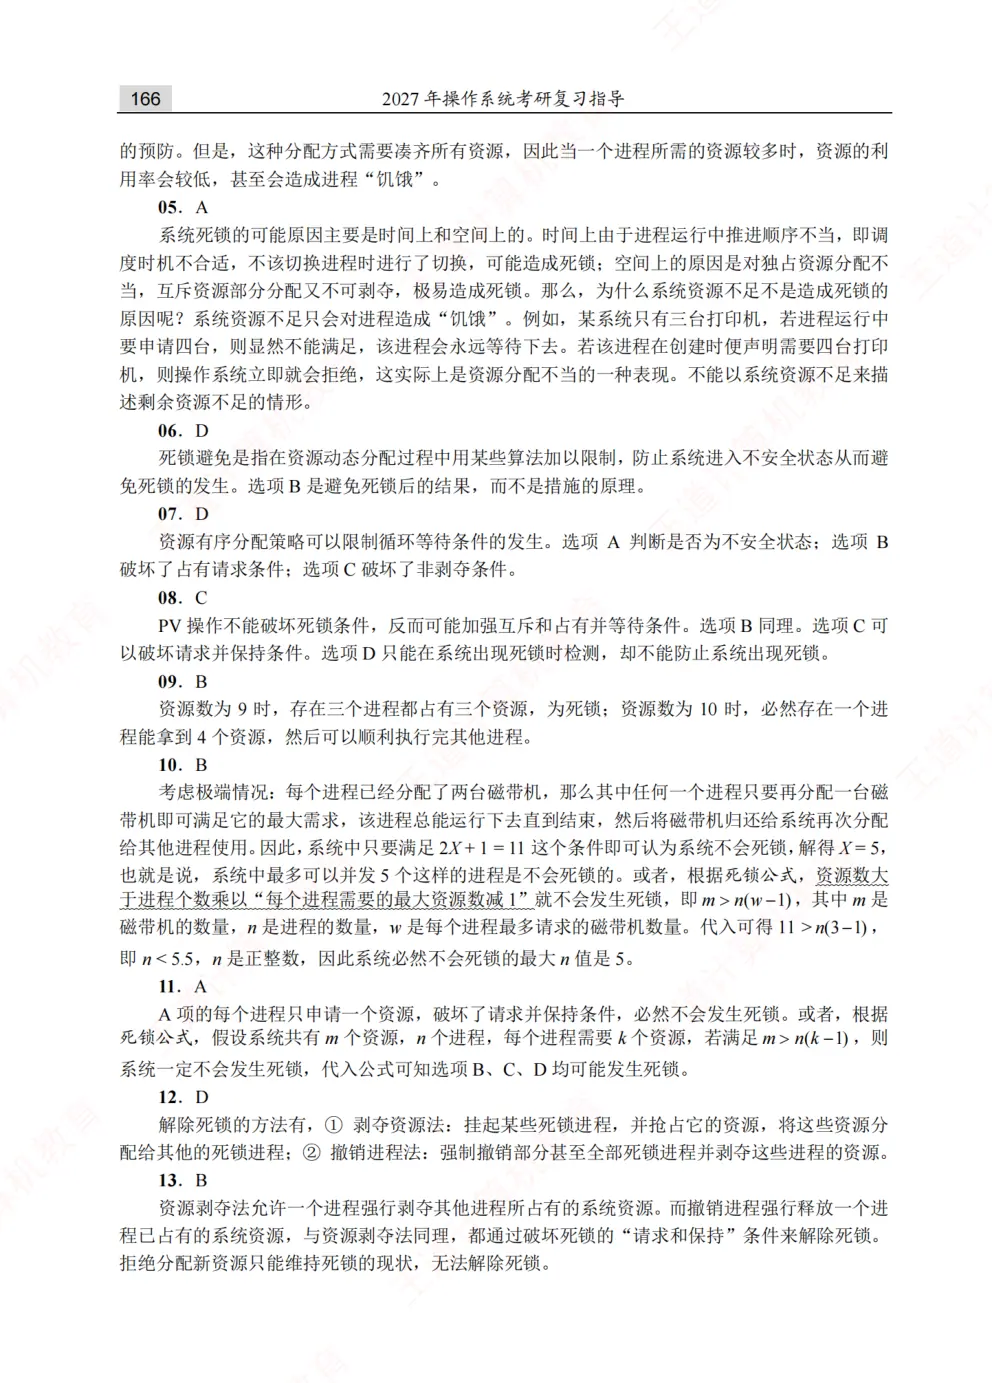 166
2027 年操作系统考研复习指导
的预防。但是，这种分配方式需要凑齐所有资源，因此当一个进程所需的资源较多时，资源的利
用率会较低，甚至会造成进程“饥饿”。
05．A
系统死锁的可能原因主要是时间上和空间上的。时间上由于进程运行中推进顺序不当，即调
度时机不合适，不该切换进程时进行了切换，可能造成死锁；空间上的原因是对独占资源分配不
当，互斥资源部分分配又不可剥夺，极易造成死锁。那么，为什么系统资源不足不是造成死锁的
原因呢？系统资源不足只会对进程造成“饥饿”。例如，某系统只有三台打印机，若进程运行中
要申请四台，则显然不能满足，该进程会永远等待下去。若该进程在创建时便声明需要四台打印
机，则操作系统立即就会拒绝，这实际上是资源分配不当的一种表现。不能以系统资源不足来描
述剩余资源不足的情形。
06．D
死锁避免是指在资源动态分配过程中用某些算法加以限制，防止系统进入不安全状态从而避
免死锁的发生。选项 B 是避免死锁后的结果，而不是措施的原理。
07．D
资源有序分配策略可以限制循环等待条件的发生。选项 A 判断是否为不安全状态；选项 B
破坏了占有请求条件；选项 C 破坏了非剥夺条件。
08．C
PV 操作不能破坏死锁条件，反而可能加强互斥和占有并等待条件。选项 B 同理。选项 C 可
以破坏请求并保持条件。选项 D 只能在系统出现死锁时检测，却不能防止系统出现死锁。
09．B
资源数为 9 时，存在三个进程都占有三个资源，为死锁；资源数为 10 时，必然存在一个进
程能拿到 4 个资源，然后可以顺利执行完其他进程。
10．B
考虑极端情况：每个进程已经分配了两台磁带机，那么其中任何一个进程只要再分配一台磁
带机即可满足它的最大需求，该进程总能运行下去直到结束，然后将磁带机归还给系统再次分配
给其他进程使用。因此，系统中只要满足 2X + 1 = 11 这个条件即可认为系统不会死锁，解得 X = 5，
也就是说，系统中最多可以并发 5 个这样的进程是不会死锁的。或者，根据死锁公式，资源数大
于进程个数乘以“每个进程需要的最大资源数减 1”就不会发生死锁，即 m > n(w −1)，其中 m 是
磁带机的数量，n 是进程的数量，w 是每个进程最多请求的磁带机数量。代入可得 11 > n(3−1)，
即 n < 5.5，n 是正整数，因此系统必然不会死锁的最大 n 值是 5。
11．A
A 项的每个进程只申请一个资源，破坏了请求并保持条件，必然不会发生死锁。或者，根据
死锁公式，假设系统共有 m 个资源，n 个进程，每个进程需要 k 个资源，若满足 m > n(k −1)，则
系统一定不会发生死锁，代入公式可知选项 B、C、D 均可能发生死锁。
12．D
解除死锁的方法有，① 剥夺资源法：挂起某些死锁进程，并抢占它的资源，将这些资源分
配给其他的死锁进程；② 撤销进程法：强制撤销部分甚至全部死锁进程并剥夺这些进程的资源。
13．B
资源剥夺法允许一个进程强行剥夺其他进程所占有的系统资源。而撤销进程强行释放一个进
程已占有的系统资源，与资源剥夺法同理，都通过破坏死锁的“请求和保持”条件来解除死锁。
拒绝分配新资源只能维持死锁的现状，无法解除死锁。